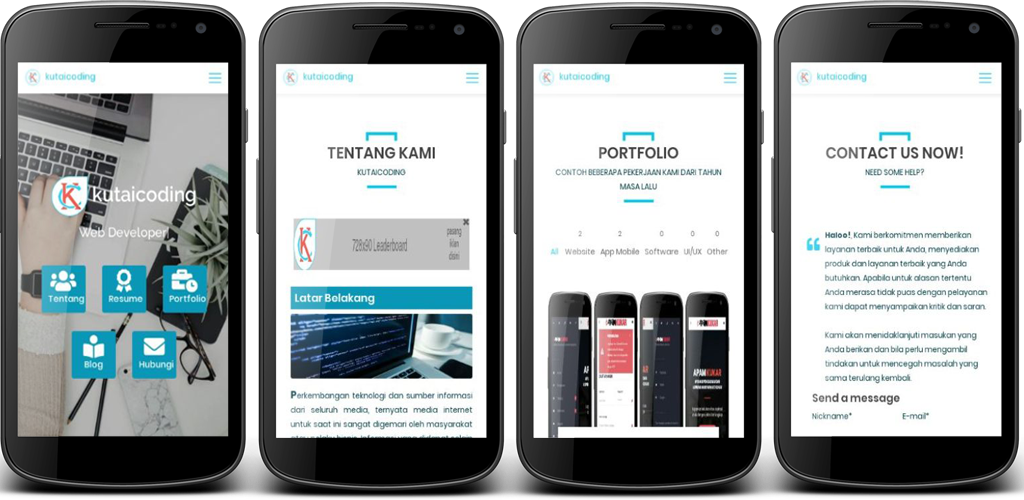 kutaicoding
kutaicoding
Web Developer
Tentang
Resume
Portfolio
Blog
Hubungi
kutaicoding
TENTANG KAMI
KUTAICODING
728x90 Leaderboard
pasang
iklan
disini
Latar Belakang
Perkembangan teknologi dan sumber informasi
dari seluruh media, ternyata media internet
untuk saat ini sangat digemari oleh masyarakat
kutaicoding
PORTFOLIO
CONTOH BEBERAPA PEKERJAAN KAMI DARI TAHUN
MASA LALU
2 2 0 0 0
All Website App Mobile Software UI/UX Other
kutaicoding
CONTACT US NOW!
NEED SOME HELP?
Haloo!, Kami berkomitmen memberikan
layanan terbaik untuk Anda, menyediakan
produk dan layanan terbaik yang Anda
butuhkan. Apabila untuk alasan tertentu
Anda merasa tidak puas dengan pelayanan
kami dapat menyampaikan kritik dan saran.
Kami akan menidaklanjuti masukan yang
Anda berikan dan bila perlu mengambil
tindakan untuk mencegah masalah yang
sama terulang kembali.
Send a message
Nickname* E-mail*